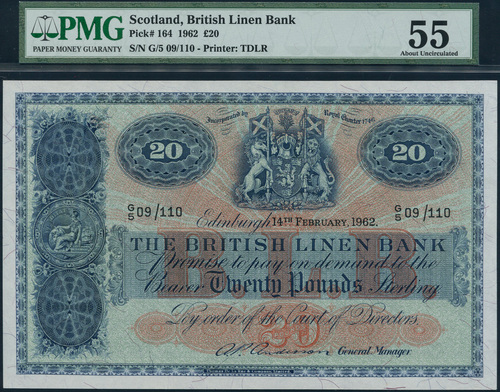 PMG
PAPER MONEY GUARANTY
Scotland, British Linen Bank
Pick# 164 1962 £20
S/N G/5 09/110 - Printer: TDLR
55
About Uncirculated
Incorporated by Royal Charter 1746
20 20
G/5 09/110 G/5 09/110
Edinburgh 14TH FEBRUARY, 1962.
THE BRITISH LINEN BANK
Promise to pay on demand to the
Bearer Twenty Pounds Sterling
By order of the Court of Directors
£20
General Manager